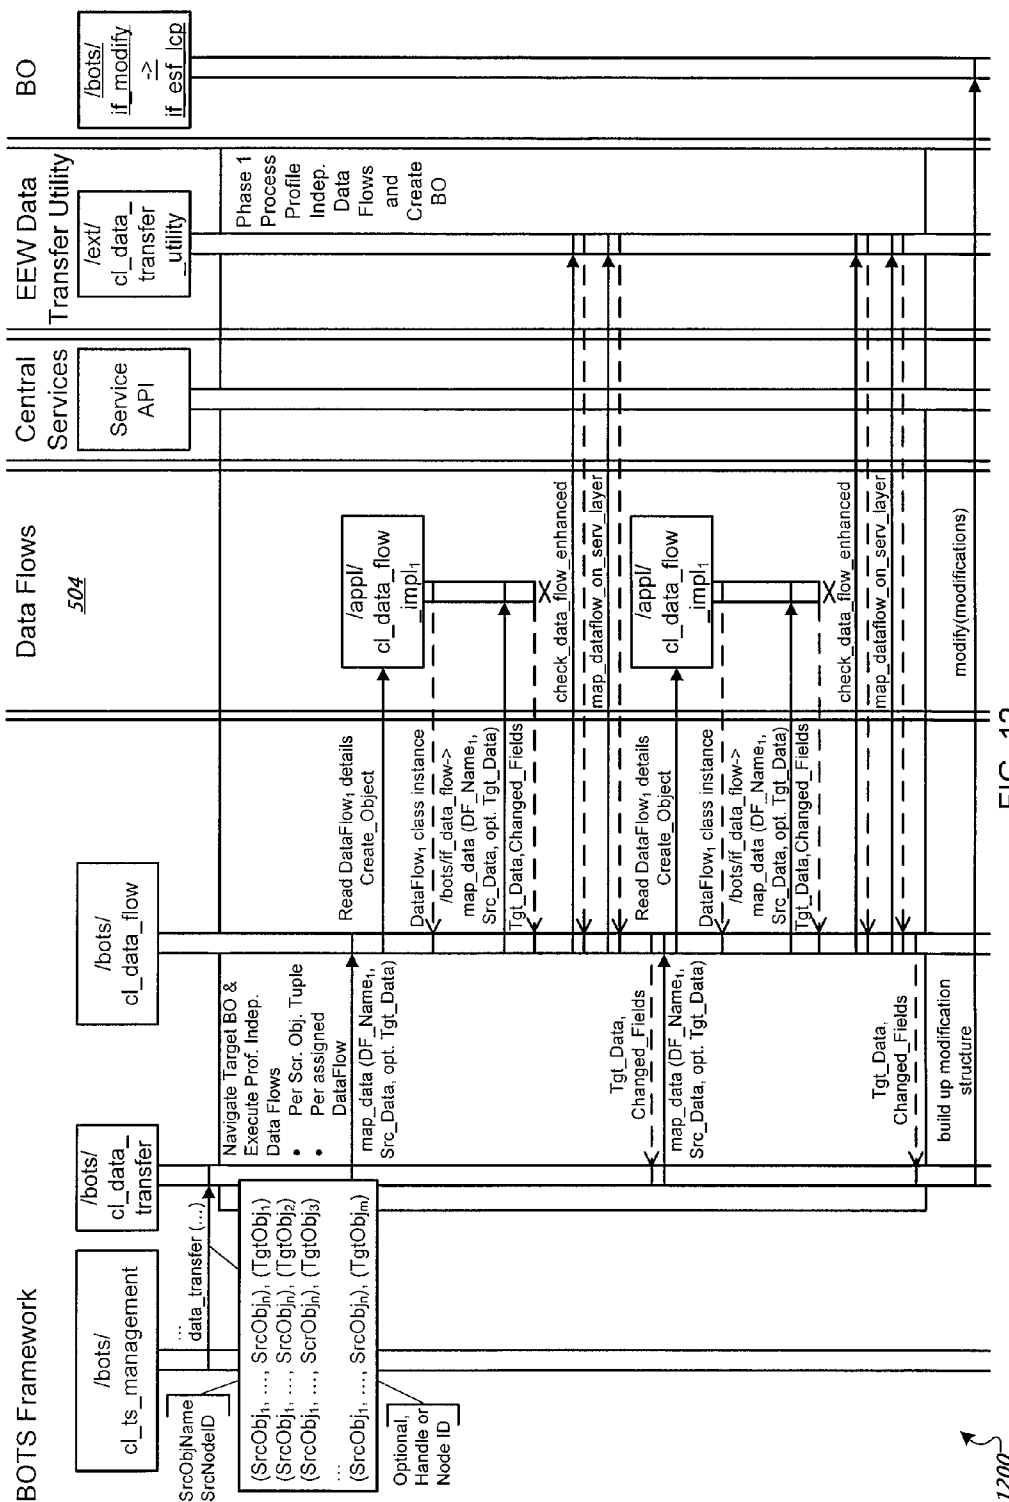 BOTS Framework
Data Flows
504
Central
Services
EEW Data
Transfer Utility
BO
/bots/
cl_ts_management
/bots/
cl_data_
transfer
/bots/
cl_data_flow
Service
API
/ext/
cl_data_
transfer
_utility
/bots/
if_modify
->
if_esf_lcp
...
data_transfer (...)
SrcObjName
SrcNodeID
(SrcObj₁, ..., SrcObjₙ), (TgtObj₁)
(SrcObj₁, ..., SrcObjₙ), (TgtObj₂)
(SrcObj₁, ..., ScrObjₙ), (TgtObj₃)
...
(SrcObj₁, ..., SrcObjₙ), (TgtObjₘ)
Optional,
Handle or
Node ID
Navigate Target BO &
Execute Prof. Indep.
Data Flows
• Per Scr. Obj. Tuple
• Per assigned
DataFlow
Phase 1
Process
Profile
Indep.
Data
Flows
and
Create
BO
map_data (DF_Name₁,
Src_Data, opt. Tgt_Data)
Read DataFlow₁ details
Create_Object
/appl/
cl_data_flow
_impl₁
DataFlow₁ class instance
/bots/if_data_flow->
map_data (DF_Name₁,
Src_Data, opt. Tgt_Data)
Tgt_Data,Changed_Fields
check_data_flow_enhanced
map_dataflow_on_serv_layer
Tgt_Data,
Changed_Fields
map_data (DF_Name₁,
Src_Data, opt. Tgt_Data)
Read DataFlow₁ details
Create_Object
/appl/
cl_data_flow
_impl₁
DataFlow₁ class instance
/bots/if_data_flow->
map_data (DF_Name₁,
Src_Data, opt. Tgt_Data)
Tgt_Data,Changed_Fields
check_data_flow_enhanced
map_dataflow_on_serv_layer
Tgt_Data,
Changed_Fields
build up modification
structure
modify(modifications)
1200
FIG.